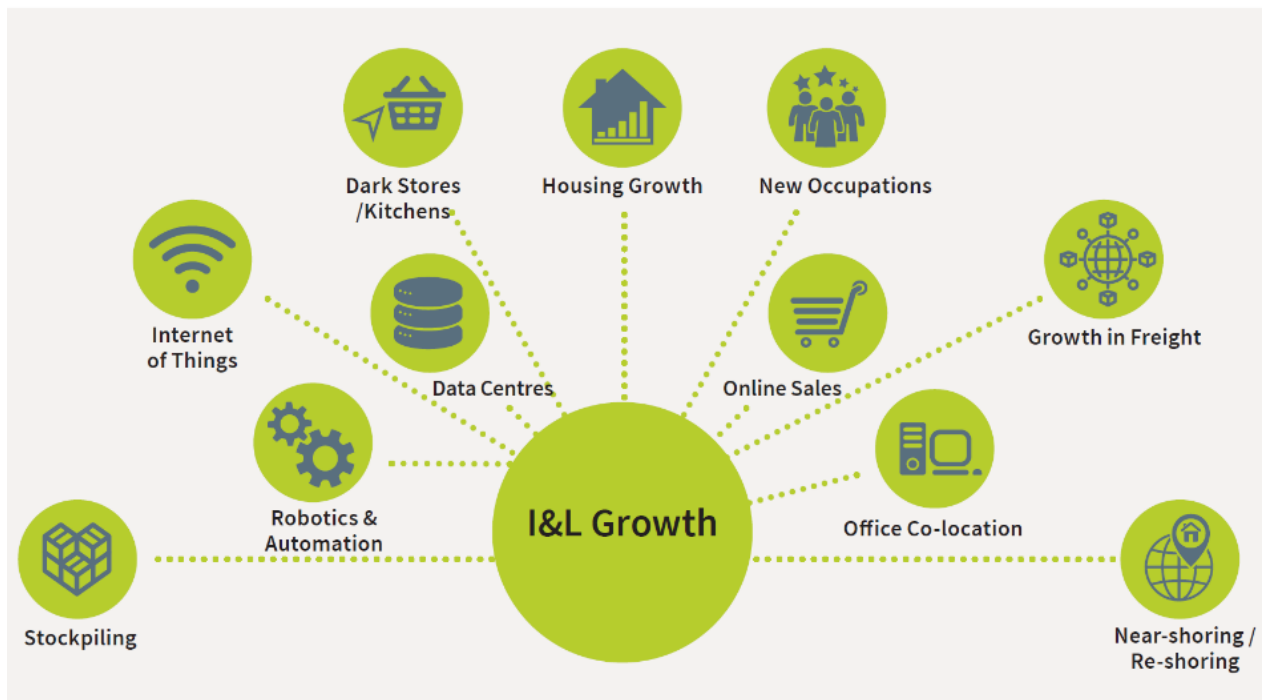 Dark Stores
/Kitchens
Housing Growth
New Occupations
Internet
of Things
Growth in Freight
Data Centres
Online Sales
Robotics &
Automation
I&L Growth
Office Co-location
Stockpiling
Near-shoring /
Re-shoring